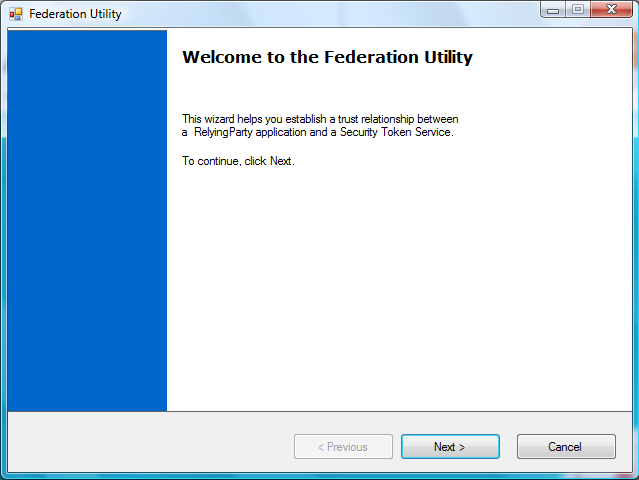 Federation Utility
Welcome to the Federation Utility
This wizard helps you establish a trust relationship between
a  RelyingParty application and a Security Token Service.
To continue, click Next.
< Previous
Next >
Cancel